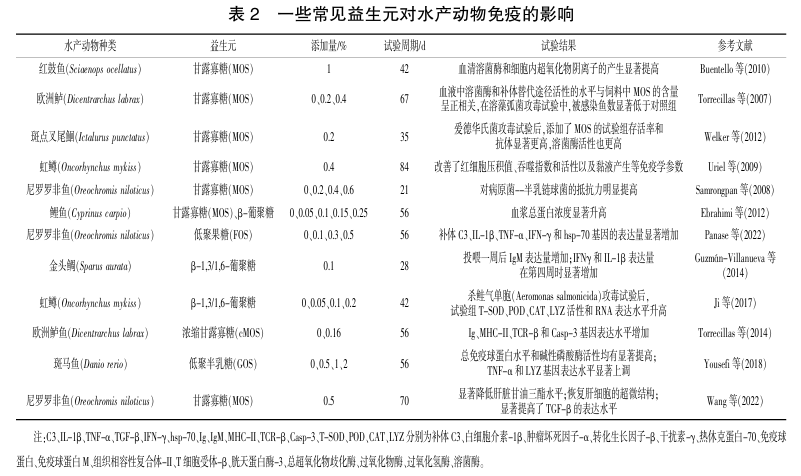 表 2 一些常见益生元对水产动物免疫的影响
水产动物种类 益生元 添加量/% 试验周期/d 试验结果 参考文献
红鼓鱼(Sciaenops ocellatus) 甘露寡糖(MOS) 1 42 血清溶菌酶和细胞内超氧化物阴离子的产生显著提高 Buentello 等(2010)
欧洲鲈(Dicentrarchus labrax) 甘露寡糖(MOS) 0、0.2、0.4 67 血液中溶菌酶和补体替代途径活性的水平与饲料中 MOS 的含量
呈正相关,在溶藻弧菌攻毒试验中,被感染鱼数显著低于对照组 Torrecillas 等(2007)
斑点叉尾鮰(Ictalurus punctatus) 甘露寡糖(MOS) 0.2 35 爱德华氏菌攻毒试验后,添加了 MOS 的试验组存活率和
抗体显著更高,溶菌酶活性也更高 Welker 等(2012)
虹鳟(Oncorhynchus mykiss) 甘露寡糖(MOS) 0.4 84 改善了红细胞压积值、吞噬指数和活性以及黏液产生等免疫学参数 Uriel 等(2009)
尼罗罗非鱼(Oreochromis niloticus) 甘露寡糖(MOS) 0、0.2、0.4、0.6 21 对病原菌--半乳链球菌的抵抗力明显提高 Samrongpan 等(2008)
鲤鱼(Cyprinus carpio) 甘露寡糖(MOS)、β-葡聚糖 0、0.05、0.1、0.15、0.25 56 血浆总蛋白浓度显著升高 Ebrahimi 等(2012)
尼罗罗非鱼(Oreochromis niloticus) 低聚果糖(FOS) 0、0.1、0.3、0.5 56 补体 C3、IL-1β、TNF-α、IFN-γ 和 hsp-70 基因的表达量显著增加 Panase 等(2022)
金头鲷(Sparus aurata) β-1,3/1,6-葡聚糖 0.1 28 投喂一周后 IgM 表达量增加;IFNγ 和 IL-1β 表达量
在第四周时显著增加 Guzmán-Villanueva 等
(2014)
虹鳟(Oncorhynchus mykiss) β-1,3/1,6-葡聚糖 0、0.05、0.1、0.2 42 杀鲑气单胞(Aeromonas salmonicida)攻毒试验后,
试验组 T-SOD、POD、CAT、LYZ 活性和 RNA 表达水平升高 Ji 等(2017)
欧洲鲈鱼(Dicentrarchus labrax) 浓缩甘露寡糖(cMOS) 0、0.16 56 Ig、MHC-II、TCR-β 和 Casp-3 基因表达水平增加 Torrecillas 等(2014)
斑马鱼(Danio rerio) 低聚半乳糖(GOS) 0、0.5、1、2 56 总免疫球蛋白水平和碱性磷酸酶活性均有显著提高;
TNF-α 和 LYZ 基因表达水平显著上调 Yousefi 等(2018)
尼罗罗非鱼(Oreochromis niloticus) 甘露寡糖(MOS) 0.5 70 显著降低肝脏甘油三酯水平;恢复肝细胞的超微结构;
显著提高了 TGF-β 的表达水平 Wang 等(2022)
注:C3、IL-1β、TNF-α、TGF-β、IFN-γ、hsp-70、Ig、IgM、MHC-II、TCR-β、Casp-3、T-SOD、POD、CAT、LYZ 分别为补体 C3、白细胞介素-1β、肿瘤坏死因子-α、转化生长因子-β、干扰素-γ、热休克蛋白-70、免疫球
蛋白、免疫球蛋白 M、组织相容性复合体-II、T 细胞受体-β、胱天蛋白酶-3、总超氧化物歧化酶、过氧化物酶、过氧化氢酶、溶菌酶。